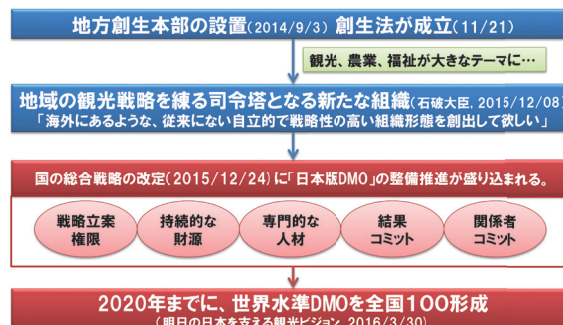 地方創生本部の設置(2014/9/3) 創生法が成立(11/21)
観光、農業、福祉が大きなテーマに…
地域の観光戦略を練る司令塔となる新たな組織(石破大臣,2015/12/08)
「海外にあるような、従来にない自立的で戦略性の高い組織形態を創出して欲しい」
国の総合戦略の改定(2015/12/24)に「日本版DMO」の整備推進が盛り込まれる。
戦略立案
権限
持続的な
財源
専門的な
人材
結果
コミット
関係者
コミット
2020年までに、世界水準DMOを全国100形成
(明日の日本を支える観光ビジョン,2016/3/30)